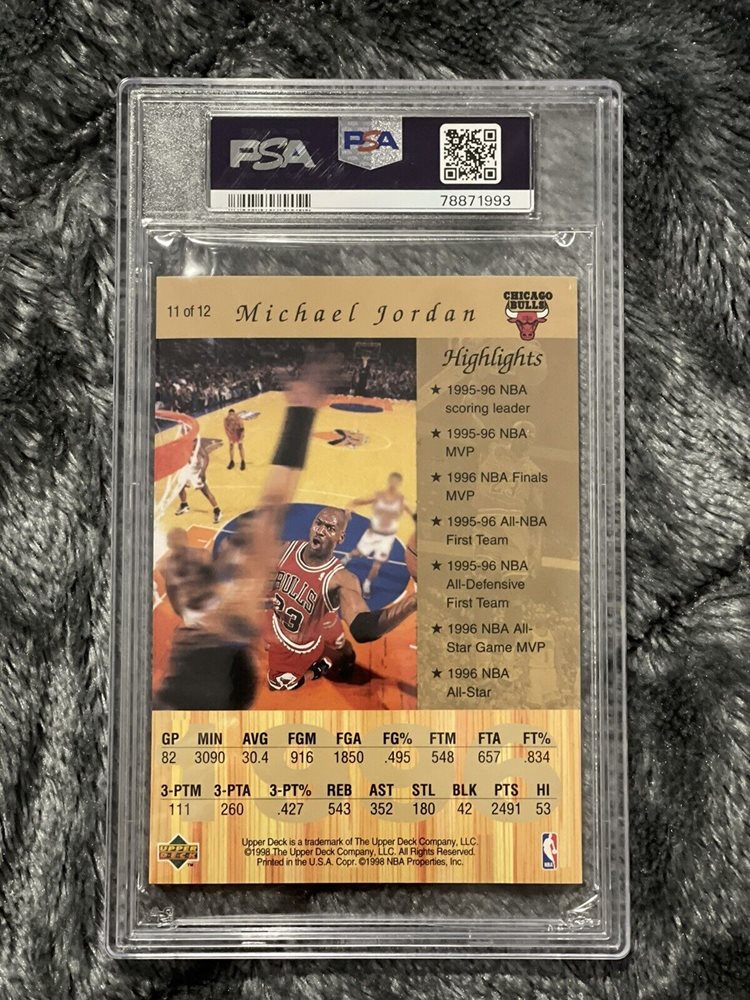 PSA PSA
78871993
11 of 12 Michael Jordan
CHICAGO
BULLS
Highlights
★ 1995-96 NBA
scoring leader
★ 1995-96 NBA
MVP
★ 1996 NBA Finals
MVP
★ 1995-96 All-NBA
First Team
★ 1995-96 NBA
All-Defensive
First Team
★ 1996 NBA All-
Star Game MVP
★ 1996 NBA
All-Star
BULLS
23
1996
GP MIN AVG FGM FGA FG% FTM FTA FT%
82 3090 30.4 916 1850 .495 548 657 .834
3-PTM 3-PTA 3-PT% REB AST STL BLK PTS HI
111 260 .427 543 352 180 42 2491 53
UPPER
DECK
™
Upper Deck is a trademark of The Upper Deck Company, LLC.
©1998 The Upper Deck Company, LLC. All Rights Reserved.
Printed in the U.S.A. Copr. ©1998 NBA Properties, Inc.
NBA